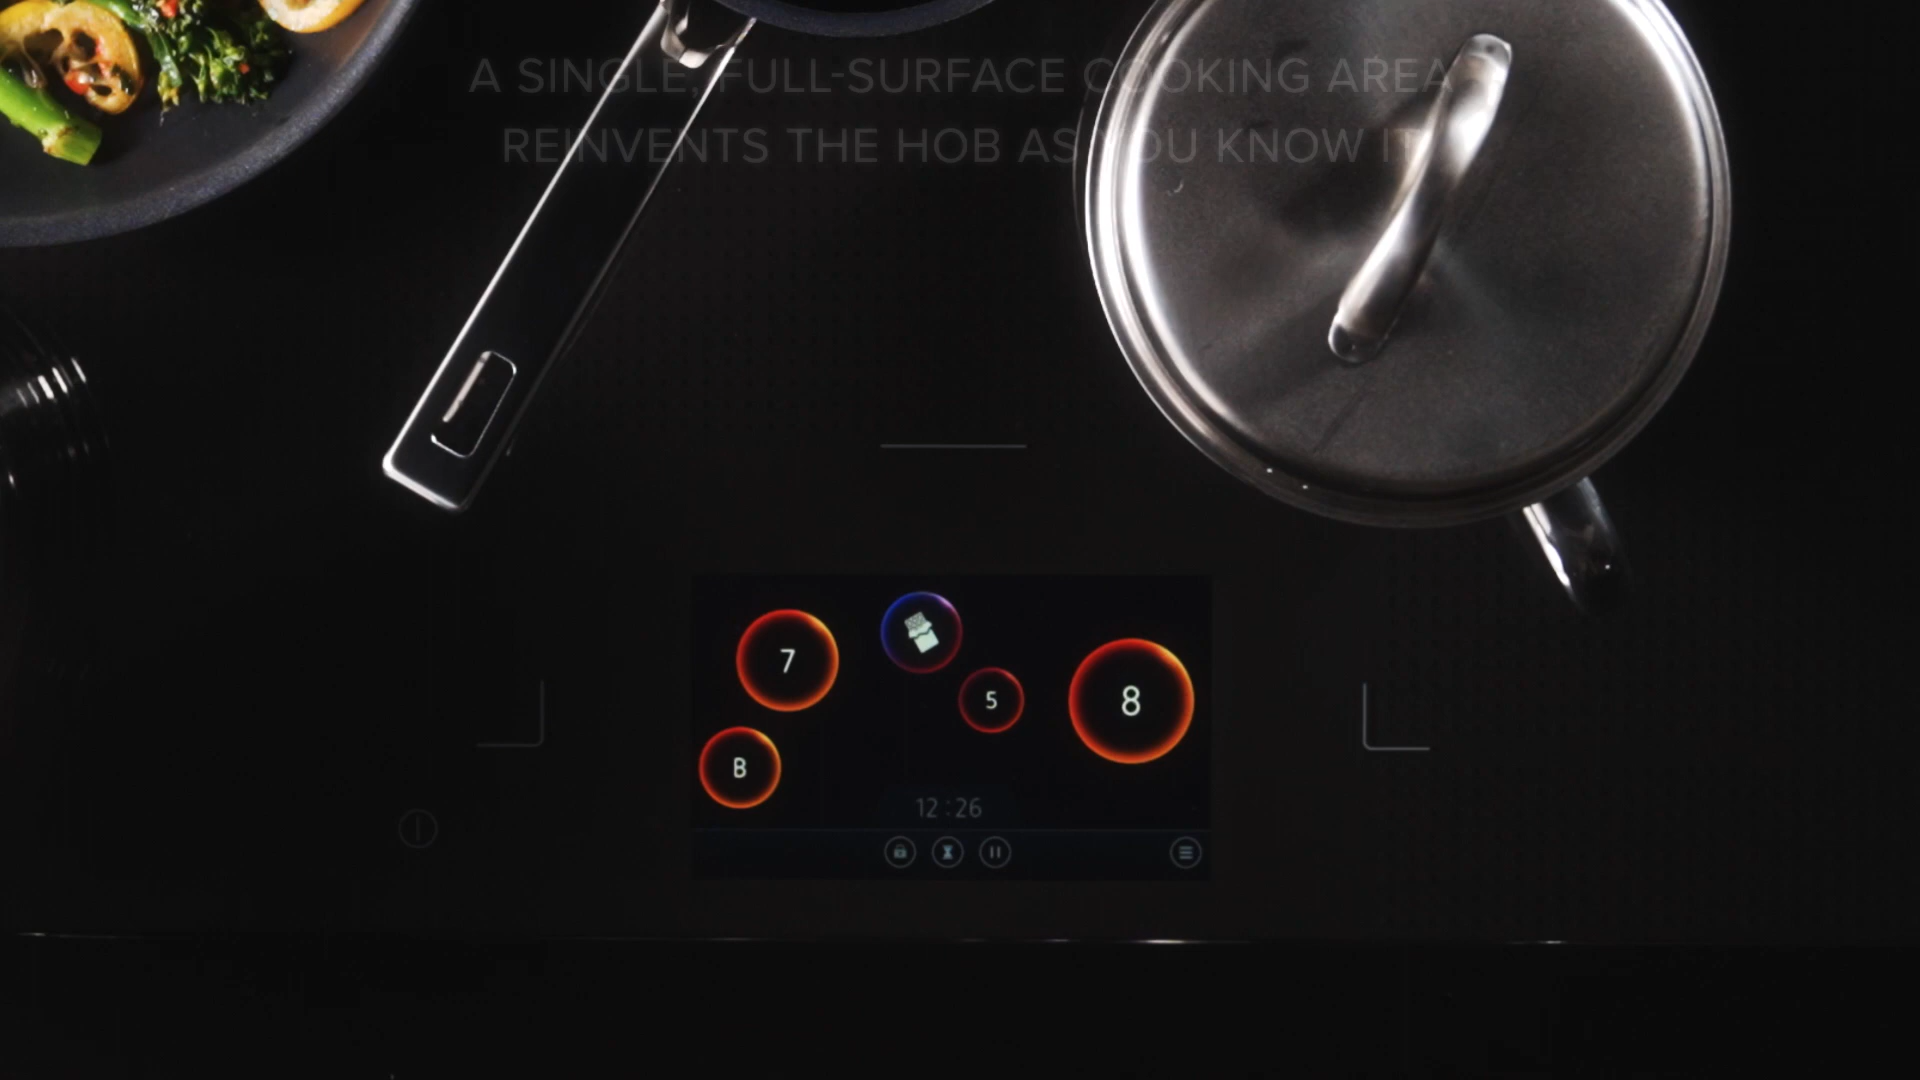 A SINGLE, FULL-SURFACE COOKING AREA
REINVENTS THE HOB AS YOU KNOW IT
7
5
8
B
12:26